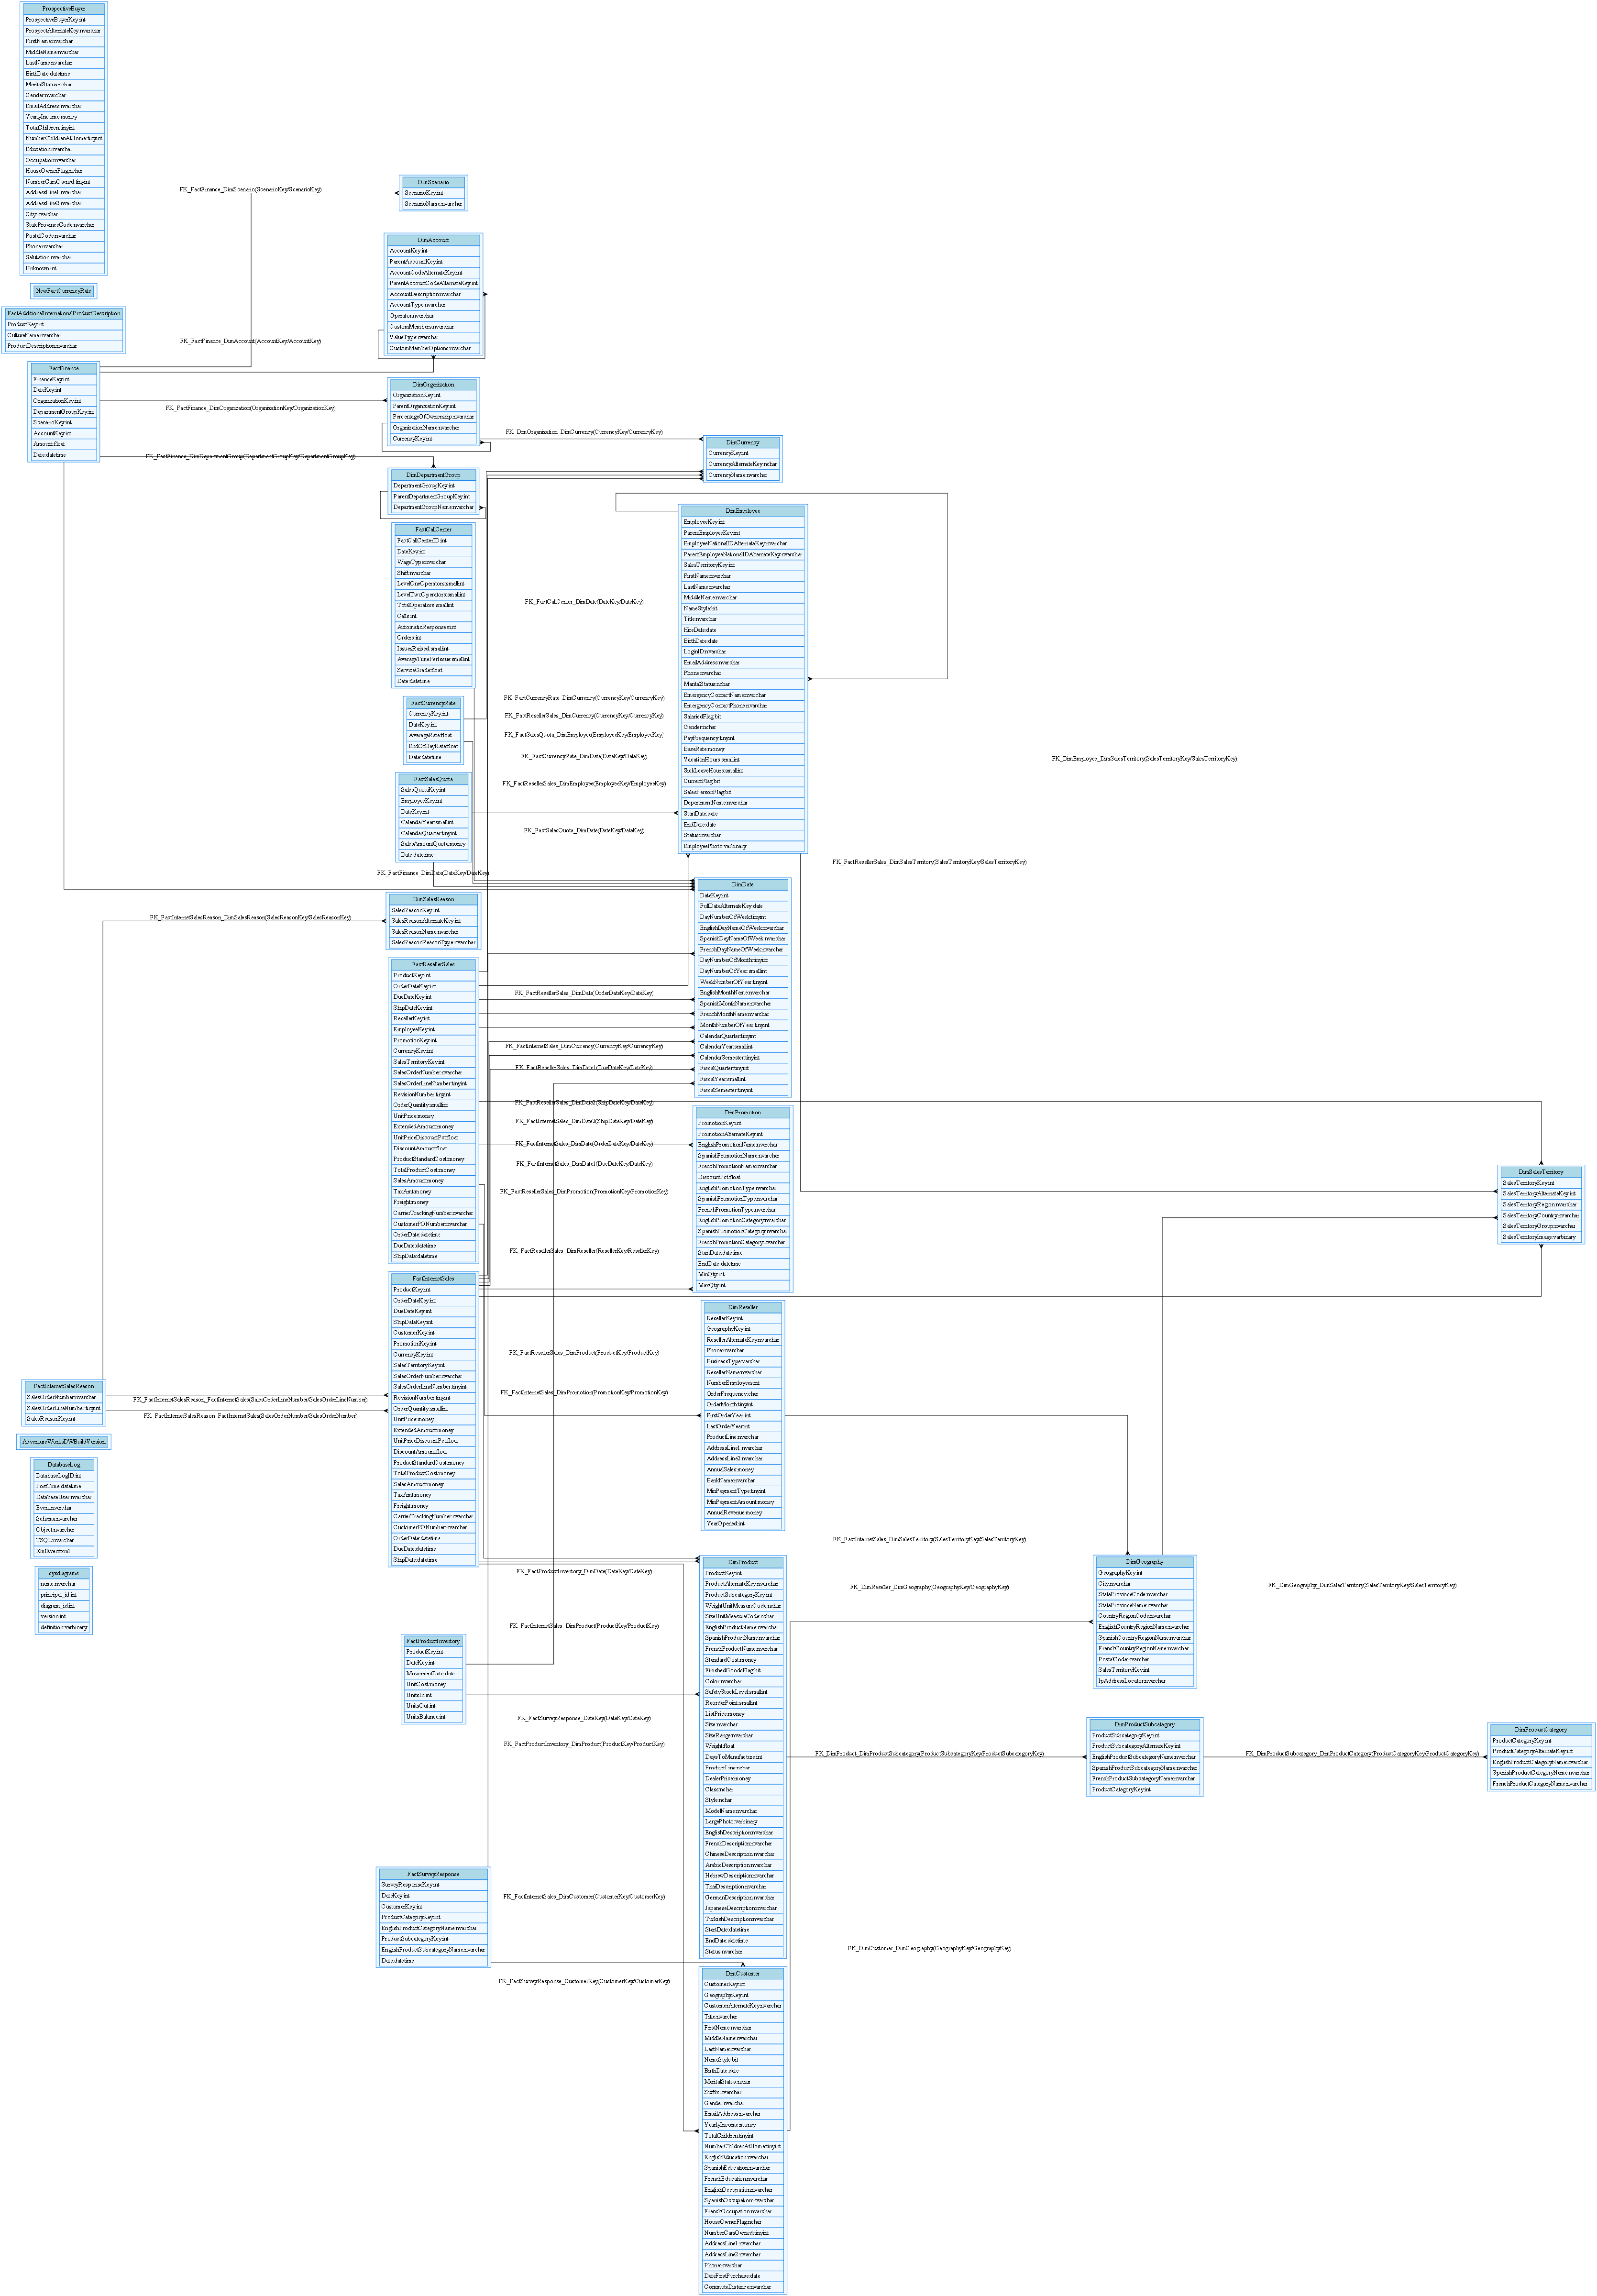 ProspectiveBuyer
ProspectiveBuyerKey:int
ProspectAlternateKey:nvarchar
FirstName:nvarchar
MiddleName:nvarchar
LastName:nvarchar
BirthDate:datetime
MaritalStatus:nchar
Gender:nvarchar
EmailAddress:nvarchar
YearlyIncome:money
TotalChildren:tinyint
NumberChildrenAtHome:tinyint
Education:nvarchar
Occupation:nvarchar
HouseOwnerFlag:nchar
NumberCarsOwned:tinyint
AddressLine1:nvarchar
AddressLine2:nvarchar
City:nvarchar
StateProvinceCode:nvarchar
PostalCode:nvarchar
Phone:nvarchar
Salutation:nvarchar
Unknown:int
NewFactCurrencyRate
FactAdditionalInternationalProductDescription
ProductKey:int
CultureName:nvarchar
ProductDescription:nvarchar
FactFinance
FinanceKey:int
DateKey:int
OrganizationKey:int
DepartmentGroupKey:int
ScenarioKey:int
AccountKey:int
Amount:float
Date:datetime
FK_FactFinance_DimScenario(ScenarioKey/ScenarioKey)
FK_FactFinance_DimAccount(AccountKey/AccountKey)
FK_FactFinance_DimOrganization(OrganizationKey/OrganizationKey)
FK_FactFinance_DimDepartmentGroup(DepartmentGroupKey/DepartmentGroupKey)
DimScenario
ScenarioKey:int
ScenarioName:nvarchar
DimAccount
AccountKey:int
ParentAccountKey:int
AccountCodeAlternateKey:int
ParentAccountCodeAlternateKey:int
AccountDescription:nvarchar
AccountType:nvarchar
Operator:nvarchar
CustomMembers:nvarchar
ValueType:nvarchar
CustomMemberOptions:nvarchar
DimOrganization
OrganizationKey:int
ParentOrganizationKey:int
PercentageOfOwnership:nvarchar
OrganizationName:nvarchar
CurrencyKey:int
FK_DimOrganization_DimCurrency(CurrencyKey/CurrencyKey)
DimCurrency
CurrencyKey:int
CurrencyAlternateKey:nchar
CurrencyName:nvarchar
DimDepartmentGroup
DepartmentGroupKey:int
ParentDepartmentGroupKey:int
DepartmentGroupName:nvarchar
FactCallCenter
FactCallCenterID:int
DateKey:int
WageType:nvarchar
Shift:nvarchar
LevelOneOperators:smallint
LevelTwoOperators:smallint
TotalOperators:smallint
Calls:int
AutomaticResponses:int
Orders:int
IssuesRaised:smallint
AverageTimePerIssue:smallint
ServiceGrade:float
Date:datetime
FactCurrencyRate
CurrencyKey:int
DateKey:int
AverageRate:float
EndOfDayRate:float
Date:datetime
FactSalesQuota
SalesQuotaKey:int
EmployeeKey:int
DateKey:int
CalendarYear:smallint
CalendarQuarter:tinyint
SalesAmountQuota:money
Date:datetime
FK_FactCallCenter_DimDate(DateKey/DateKey)
FK_FactCurrencyRate_DimCurrency(CurrencyKey/CurrencyKey)
FK_FactResellerSales_DimCurrency(CurrencyKey/CurrencyKey)
FK_FactSalesQuota_DimEmployee(EmployeeKey/EmployeeKey)
FK_FactCurrencyRate_DimDate(DateKey/DateKey)
FK_FactResellerSales_DimEmployee(EmployeeKey/EmployeeKey)
FK_FactSalesQuota_DimDate(DateKey/DateKey)
FK_FactFinance_DimDate(DateKey/DateKey)
DimEmployee
EmployeeKey:int
ParentEmployeeKey:int
EmployeeNationalIDAlternateKey:nvarchar
ParentEmployeeNationalIDAlternateKey:nvarchar
SalesTerritoryKey:int
FirstName:nvarchar
LastName:nvarchar
MiddleName:nvarchar
NameStyle:bit
Title:nvarchar
HireDate:date
BirthDate:date
LoginID:nvarchar
EmailAddress:nvarchar
Phone:nvarchar
MaritalStatus:nchar
EmergencyContactName:nvarchar
EmergencyContactPhone:nvarchar
SalariedFlag:bit
Gender:nchar
PayFrequency:tinyint
BaseRate:money
VacationHours:smallint
SickLeaveHours:smallint
CurrentFlag:bit
SalesPersonFlag:bit
DepartmentName:nvarchar
StartDate:date
EndDate:date
Status:nvarchar
EmployeePhoto:varbinary
FK_DimEmployee_DimSalesTerritory(SalesTerritoryKey/SalesTerritoryKey)
FK_FactResellerSales_DimSalesTerritory(SalesTerritoryKey/SalesTerritoryKey)
DimSalesReason
SalesReasonKey:int
SalesReasonAlternateKey:int
SalesReasonName:nvarchar
SalesReasonReasonType:nvarchar
FK_FactInternetSalesReason_DimSalesReason(SalesReasonKey/SalesReasonKey)
DimDate
DateKey:int
FullDateAlternateKey:date
DayNumberOfWeek:tinyint
EnglishDayNameOfWeek:nvarchar
SpanishDayNameOfWeek:nvarchar
FrenchDayNameOfWeek:nvarchar
DayNumberOfMonth:tinyint
DayNumberOfYear:smallint
WeekNumberOfYear:tinyint
EnglishMonthName:nvarchar
SpanishMonthName:nvarchar
FrenchMonthName:nvarchar
MonthNumberOfYear:tinyint
CalendarQuarter:tinyint
CalendarYear:smallint
CalendarSemester:tinyint
FiscalQuarter:tinyint
FiscalYear:smallint
FiscalSemester:tinyint
FactResellerSales
ProductKey:int
OrderDateKey:int
DueDateKey:int
ShipDateKey:int
ResellerKey:int
EmployeeKey:int
PromotionKey:int
CurrencyKey:int
SalesTerritoryKey:int
SalesOrderNumber:nvarchar
SalesOrderLineNumber:tinyint
RevisionNumber:tinyint
OrderQuantity:smallint
UnitPrice:money
ExtendedAmount:money
UnitPriceDiscountPct:float
DiscountAmount:float
ProductStandardCost:money
TotalProductCost:money
SalesAmount:money
TaxAmt:money
Freight:money
CarrierTrackingNumber:nvarchar
CustomerPONumber:nvarchar
OrderDate:datetime
DueDate:datetime
ShipDate:datetime
FK_FactResellerSales_DimDate(OrderDateKey/DateKey)
FK_FactInternetSales_DimCurrency(CurrencyKey/CurrencyKey)
FK_FactResellerSales_DimDate1(DueDateKey/DateKey)
FK_FactResellerSales_DimDate2(ShipDateKey/DateKey)
FK_FactInternetSales_DimDate2(ShipDateKey/DateKey)
FK_FactInternetSales_DimDate(OrderDateKey/DateKey)
FK_FactInternetSales_DimDate1(DueDateKey/DateKey)
FK_FactResellerSales_DimPromotion(PromotionKey/PromotionKey)
FK_FactResellerSales_DimReseller(ResellerKey/ResellerKey)
DimPromotion
PromotionKey:int
PromotionAlternateKey:int
EnglishPromotionName:nvarchar
SpanishPromotionName:nvarchar
FrenchPromotionName:nvarchar
DiscountPct:float
EnglishPromotionType:nvarchar
SpanishPromotionType:nvarchar
FrenchPromotionType:nvarchar
EnglishPromotionCategory:nvarchar
SpanishPromotionCategory:nvarchar
FrenchPromotionCategory:nvarchar
StartDate:datetime
EndDate:datetime
MinQty:int
MaxQty:int
DimSalesTerritory
SalesTerritoryKey:int
SalesTerritoryAlternateKey:int
SalesTerritoryRegion:nvarchar
SalesTerritoryCountry:nvarchar
SalesTerritoryGroup:nvarchar
SalesTerritoryImage:varbinary
FactInternetSales
ProductKey:int
OrderDateKey:int
DueDateKey:int
ShipDateKey:int
CustomerKey:int
PromotionKey:int
CurrencyKey:int
SalesTerritoryKey:int
SalesOrderNumber:nvarchar
SalesOrderLineNumber:tinyint
RevisionNumber:tinyint
OrderQuantity:smallint
UnitPrice:money
ExtendedAmount:money
UnitPriceDiscountPct:float
DiscountAmount:float
ProductStandardCost:money
TotalProductCost:money
SalesAmount:money
TaxAmt:money
Freight:money
CarrierTrackingNumber:nvarchar
CustomerPONumber:nvarchar
OrderDate:datetime
DueDate:datetime
ShipDate:datetime
FactInternetSalesReason
SalesOrderNumber:nvarchar
SalesOrderLineNumber:tinyint
SalesReasonKey:int
FK_FactInternetSalesReason_FactInternetSales(SalesOrderLineNumber/SalesOrderLineNumber)
FK_FactInternetSalesReason_FactInternetSales(SalesOrderNumber/SalesOrderNumber)
AdventureWorksDWBuildVersion
DatabaseLog
DatabaseLogID:int
PostTime:datetime
DatabaseUser:nvarchar
Event:nvarchar
Schema:nvarchar
Object:nvarchar
TSQL:nvarchar
XmlEvent:xml
sysdiagrams
name:nvarchar
principal_id:int
diagram_id:int
version:int
definition:varbinary
FK_FactResellerSales_DimProduct(ProductKey/ProductKey)
FK_FactInternetSales_DimPromotion(PromotionKey/PromotionKey)
DimReseller
ResellerKey:int
GeographyKey:int
ResellerAlternateKey:nvarchar
Phone:nvarchar
BusinessType:varchar
ResellerName:nvarchar
NumberEmployees:int
OrderFrequency:char
OrderMonth:tinyint
FirstOrderYear:int
LastOrderYear:int
ProductLine:nvarchar
AddressLine1:nvarchar
AddressLine2:nvarchar
AnnualSales:money
BankName:nvarchar
MinPaymentType:tinyint
MinPaymentAmount:money
AnnualRevenue:money
YearOpened:int
FK_FactInternetSales_DimSalesTerritory(SalesTerritoryKey/SalesTerritoryKey)
FK_DimReseller_DimGeography(GeographyKey/GeographyKey)
DimGeography
GeographyKey:int
City:nvarchar
StateProvinceCode:nvarchar
StateProvinceName:nvarchar
CountryRegionCode:nvarchar
EnglishCountryRegionName:nvarchar
SpanishCountryRegionName:nvarchar
FrenchCountryRegionName:nvarchar
PostalCode:nvarchar
SalesTerritoryKey:int
IpAddressLocator:nvarchar
FK_DimGeography_DimSalesTerritory(SalesTerritoryKey/SalesTerritoryKey)
FK_FactProductInventory_DimDate(DateKey/DateKey)
FK_FactInternetSales_DimProduct(ProductKey/ProductKey)
FactProductInventory
ProductKey:int
DateKey:int
MovementDate:date
UnitCost:money
UnitsIn:int
UnitsOut:int
UnitsBalance:int
FK_FactSurveyResponse_DateKey(DateKey/DateKey)
FK_FactProductInventory_DimProduct(ProductKey/ProductKey)
DimProduct
ProductKey:int
ProductAlternateKey:nvarchar
ProductSubcategoryKey:int
WeightUnitMeasureCode:nchar
SizeUnitMeasureCode:nchar
EnglishProductName:nvarchar
SpanishProductName:nvarchar
FrenchProductName:nvarchar
StandardCost:money
FinishedGoodsFlag:bit
Color:nvarchar
SafetyStockLevel:smallint
ReorderPoint:smallint
ListPrice:money
Size:nvarchar
SizeRange:nvarchar
Weight:float
DaysToManufacture:int
ProductLine:nchar
DealerPrice:money
Class:nchar
Style:nchar
ModelName:nvarchar
LargePhoto:varbinary
EnglishDescription:nvarchar
FrenchDescription:nvarchar
ChineseDescription:nvarchar
ArabicDescription:nvarchar
HebrewDescription:nvarchar
ThaiDescription:nvarchar
GermanDescription:nvarchar
JapaneseDescription:nvarchar
TurkishDescription:nvarchar
StartDate:datetime
EndDate:datetime
Status:nvarchar
FK_DimProduct_DimProductSubcategory(ProductSubcategoryKey/ProductSubcategoryKey)
DimProductSubcategory
ProductSubcategoryKey:int
ProductSubcategoryAlternateKey:int
EnglishProductSubcategoryName:nvarchar
SpanishProductSubcategoryName:nvarchar
FrenchProductSubcategoryName:nvarchar
ProductCategoryKey:int
FK_DimProductSubcategory_DimProductCategory(ProductCategoryKey/ProductCategoryKey)
DimProductCategory
ProductCategoryKey:int
ProductCategoryAlternateKey:int
EnglishProductCategoryName:nvarchar
SpanishProductCategoryName:nvarchar
FrenchProductCategoryName:nvarchar
FactSurveyResponse
SurveyResponseKey:int
DateKey:int
CustomerKey:int
ProductCategoryKey:int
EnglishProductCategoryName:nvarchar
ProductSubcategoryKey:int
EnglishProductSubcategoryName:nvarchar
Date:datetime
FK_FactInternetSales_DimCustomer(CustomerKey/CustomerKey)
FK_FactSurveyResponse_CustomerKey(CustomerKey/CustomerKey)
FK_DimCustomer_DimGeography(GeographyKey/GeographyKey)
DimCustomer
CustomerKey:int
GeographyKey:int
CustomerAlternateKey:nvarchar
Title:nvarchar
FirstName:nvarchar
MiddleName:nvarchar
LastName:nvarchar
NameStyle:bit
BirthDate:date
MaritalStatus:nchar
Suffix:nvarchar
Gender:nvarchar
EmailAddress:nvarchar
YearlyIncome:money
TotalChildren:tinyint
NumberChildrenAtHome:tinyint
EnglishEducation:nvarchar
SpanishEducation:nvarchar
FrenchEducation:nvarchar
EnglishOccupation:nvarchar
SpanishOccupation:nvarchar
FrenchOccupation:nvarchar
HouseOwnerFlag:nchar
NumberCarsOwned:tinyint
AddressLine1:nvarchar
AddressLine2:nvarchar
Phone:nvarchar
DateFirstPurchase:date
CommuteDistance:nvarchar